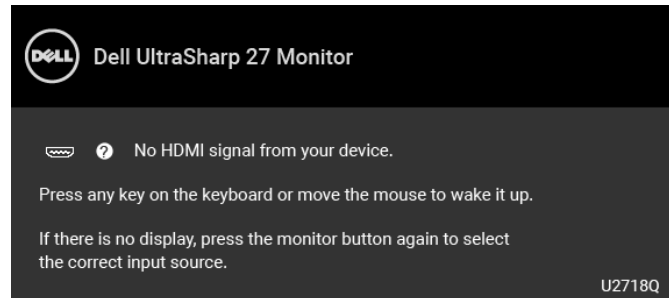 DELL
Dell UltraSharp 27 Monitor
No HDMI signal from your device.
Press any key on the keyboard or move the mouse to wake it up.
If there is no display, press the monitor button again to select
the correct input source.
U2718Q